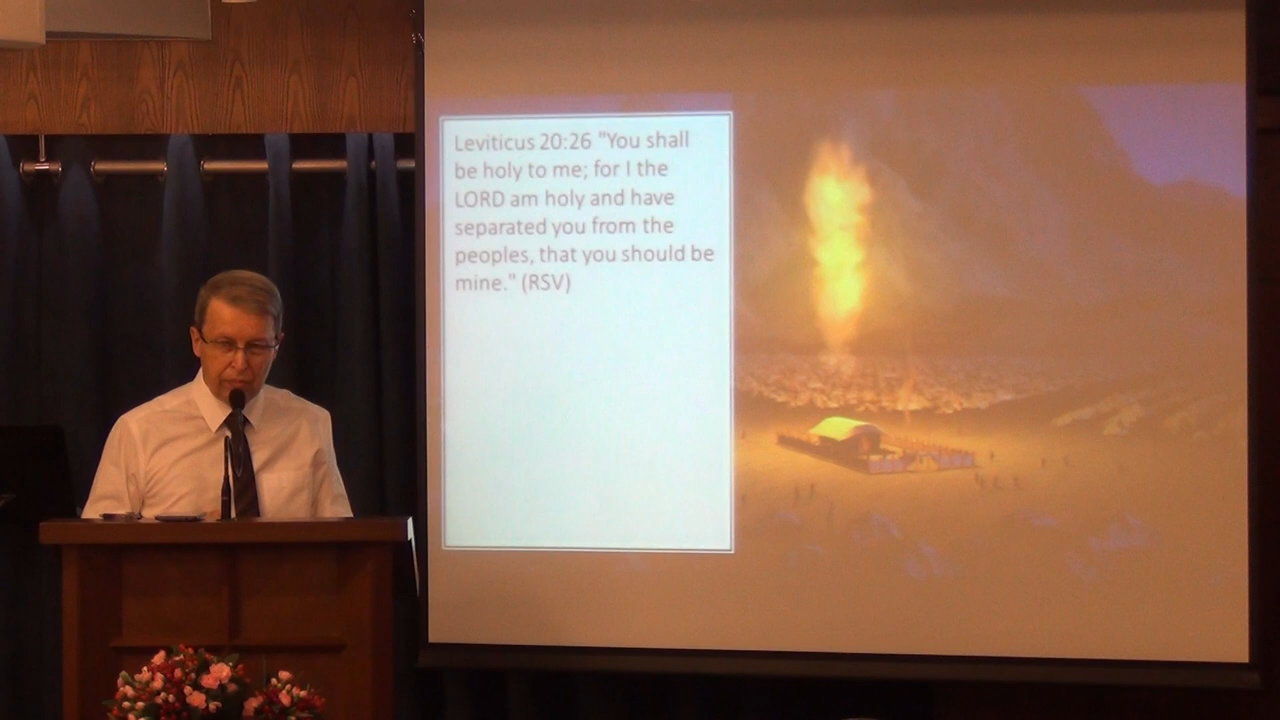 Leviticus 20:26 "You shall
be holy to me; for I the
LORD am holy and have
separated you from the
peoples, that you should be
mine." (RSV)